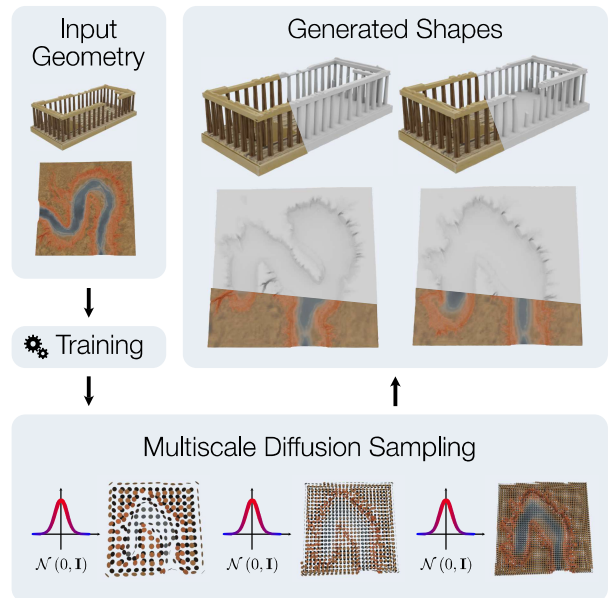 Input
Geometry
Generated Shapes
Training
Multiscale Diffusion Sampling
𝒩 (0, I)
𝒩 (0, I)
𝒩 (0, I)